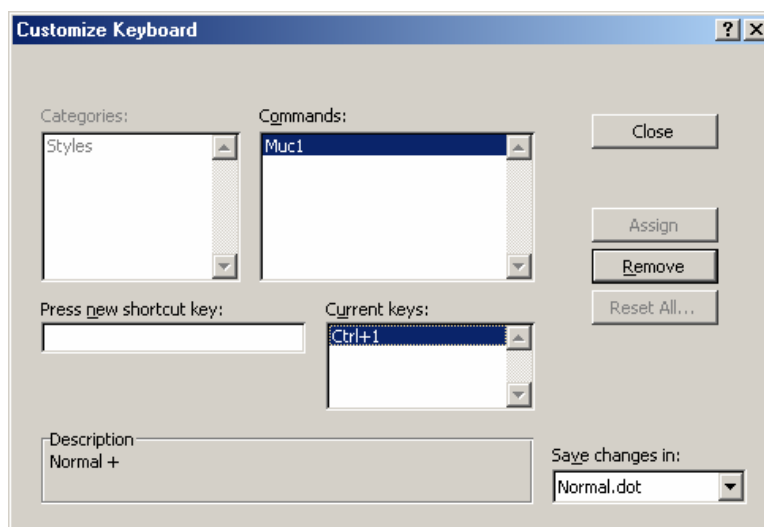 Customize Keyboard
Categories:
Commands:
Styles
Muc1
Close
Assign
Remove
Reset All...
Press new shortcut key:
Current keys:
Ctrl+1
Description
Normal +
Save changes in:
Normal.dot